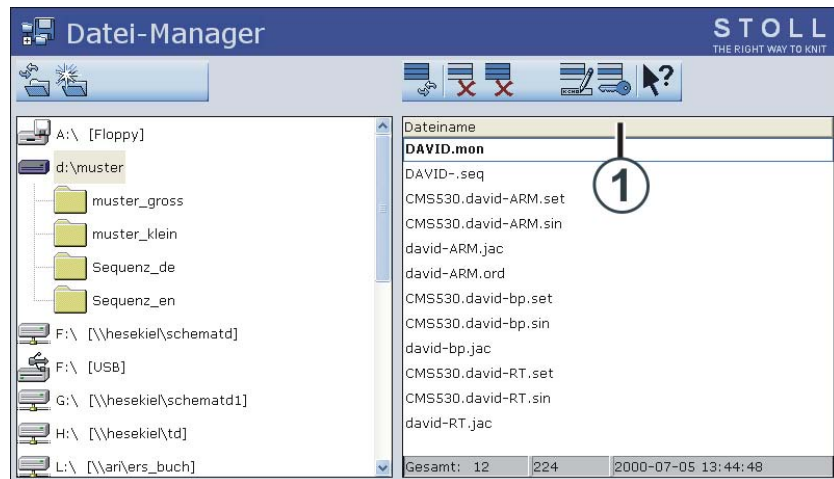 Datei-Manager
STOLL
THE RIGHT WAY TO KNIT
A:\ [Floppy]
d:\muster
muster_gross
muster_klein
Sequenz_de
Sequenz_en
F:\ [\\hesekiel\schematd]
F:\ [USB]
G:\ [\\hesekiel\schematd1]
H:\ [\\hesekiel\td]
L:\ [\\ari\ers_buch]
?
Dateiname
1
DAVID.mon
DAVID-.seq
CMS530.david-ARM.set
CMS530.david-ARM.sin
david-ARM.jac
david-ARM.ord
CMS530.david-bp.set
CMS530.david-bp.sin
david-bp.jac
CMS530.david-RT.set
CMS530.david-RT.sin
david-RT.jac
Gesamt: 12 224 2000-07-05 13:44:48